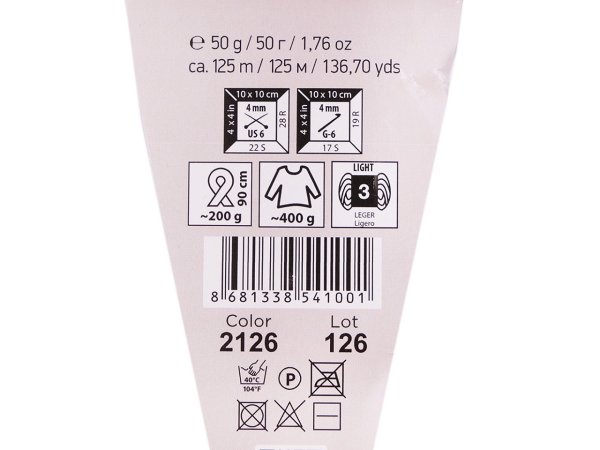 ℮ 50 g / 50 г / 1,76 oz
ca. 125 m / 125 м / 136,70 yds
10 x 10 cm
4 x 4 in
4 mm
US 6
28 R
22 S
10 x 10 cm
4 x 4 in
4 mm
G-6
19 R
17 S
90 cm
~200 g
~400 g
LIGHT
3
LEGER
Ligero
8 681338 541001
Color Lot
2126 126
40°C
104°F
P